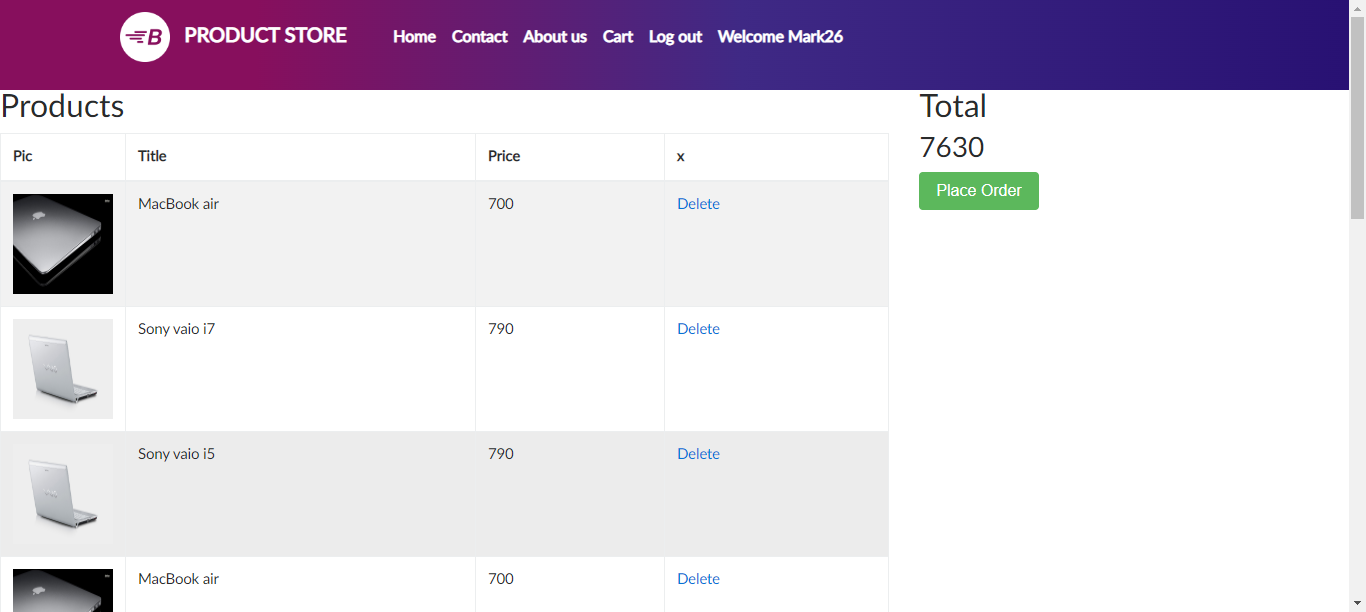 B PRODUCT STORE Home Contact About us Cart Log out Welcome Mark26
Products
Pic Title Price x
MacBook air 700 Delete
Sony vaio i7 790 Delete
Sony vaio i5 790 Delete
MacBook air 700 Delete
Total
7630
Place Order